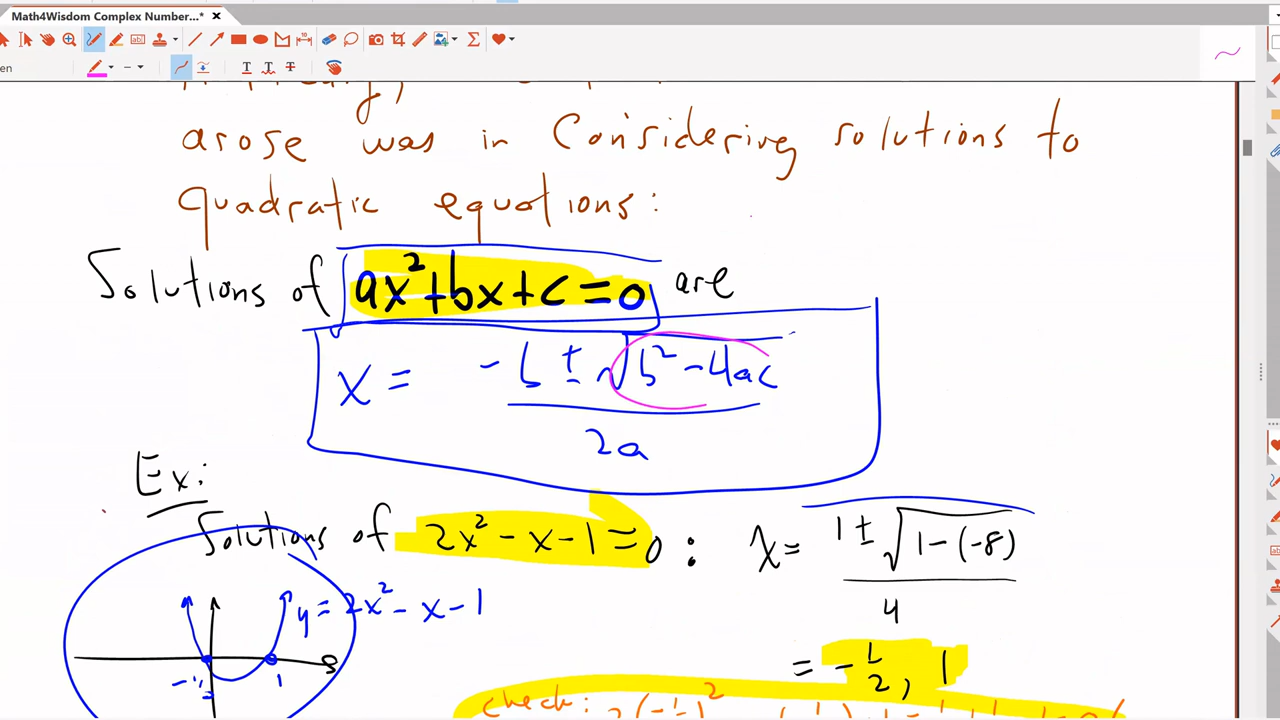 Math4Wisdom Complex Number...*
en
arose was in Considering solutions to
quadratic equations:
Solutions of ax²+bx+c=0 are
x = -b ± √b²-4ac
2a
Ex:
Solutions of 2x²-x-1=0 : x= 1 ± √1-(-8)
4
y=2x²-x-1
= -1/2, 1
-1/2 1
check: